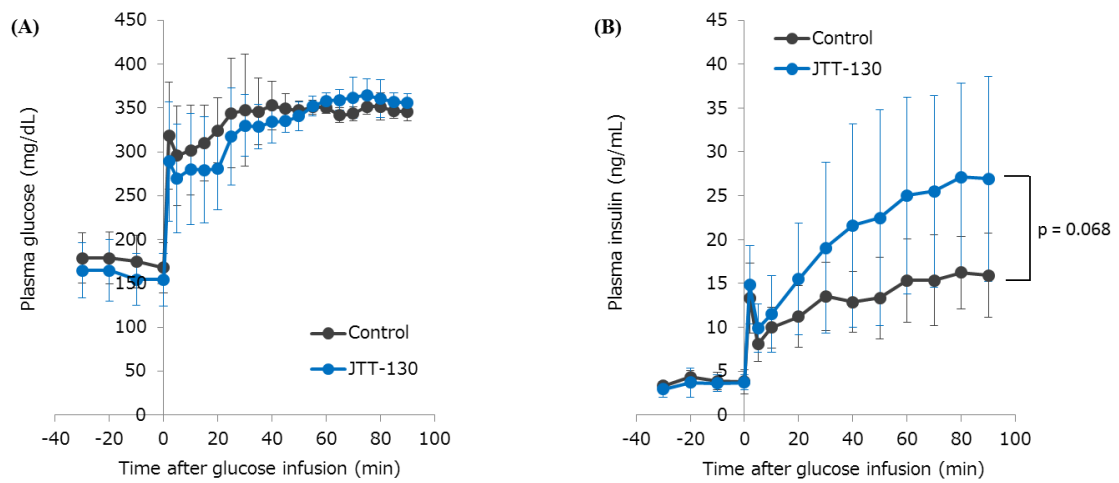 (A)
450
400
350
300
250
200
150
100
50
0
Plasma glucose (mg/dL)
Control
JTT-130
-40 -20 0 20 40 60 80 100
Time after glucose infusion (min)
(B)
45
40
35
30
25
20
15
10
5
0
Plasma insulin (ng/mL)
Control
JTT-130
p = 0.068
-40 -20 0 20 40 60 80 100
Time after glucose infusion (min)